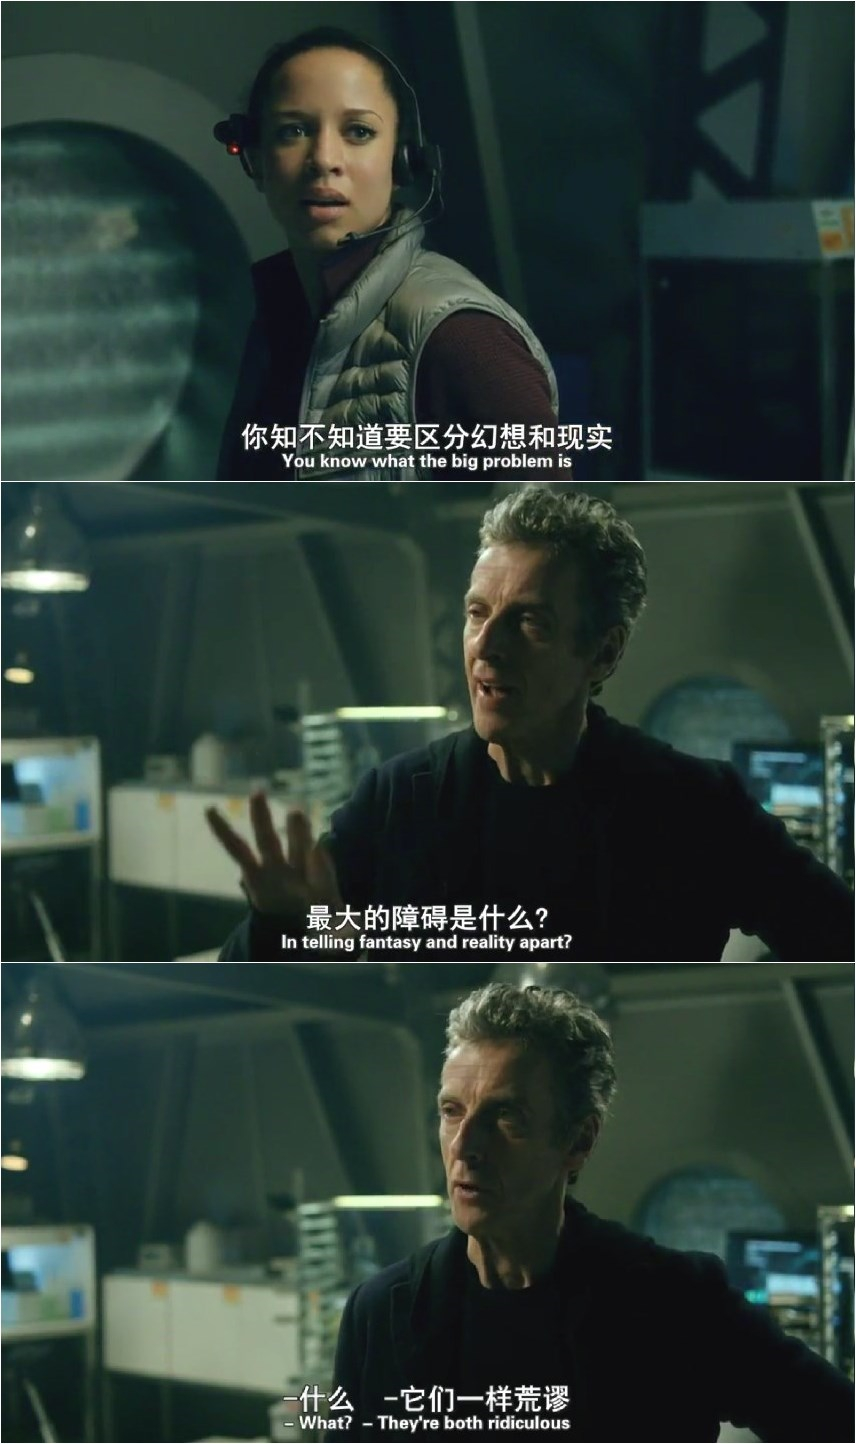 你知不知道要区分幻想和现实
You know what the big problem is
最大的障碍是什么?
In telling fantasy and reality apart?
-什么 -它们一样荒谬
- What? - They're both ridiculous